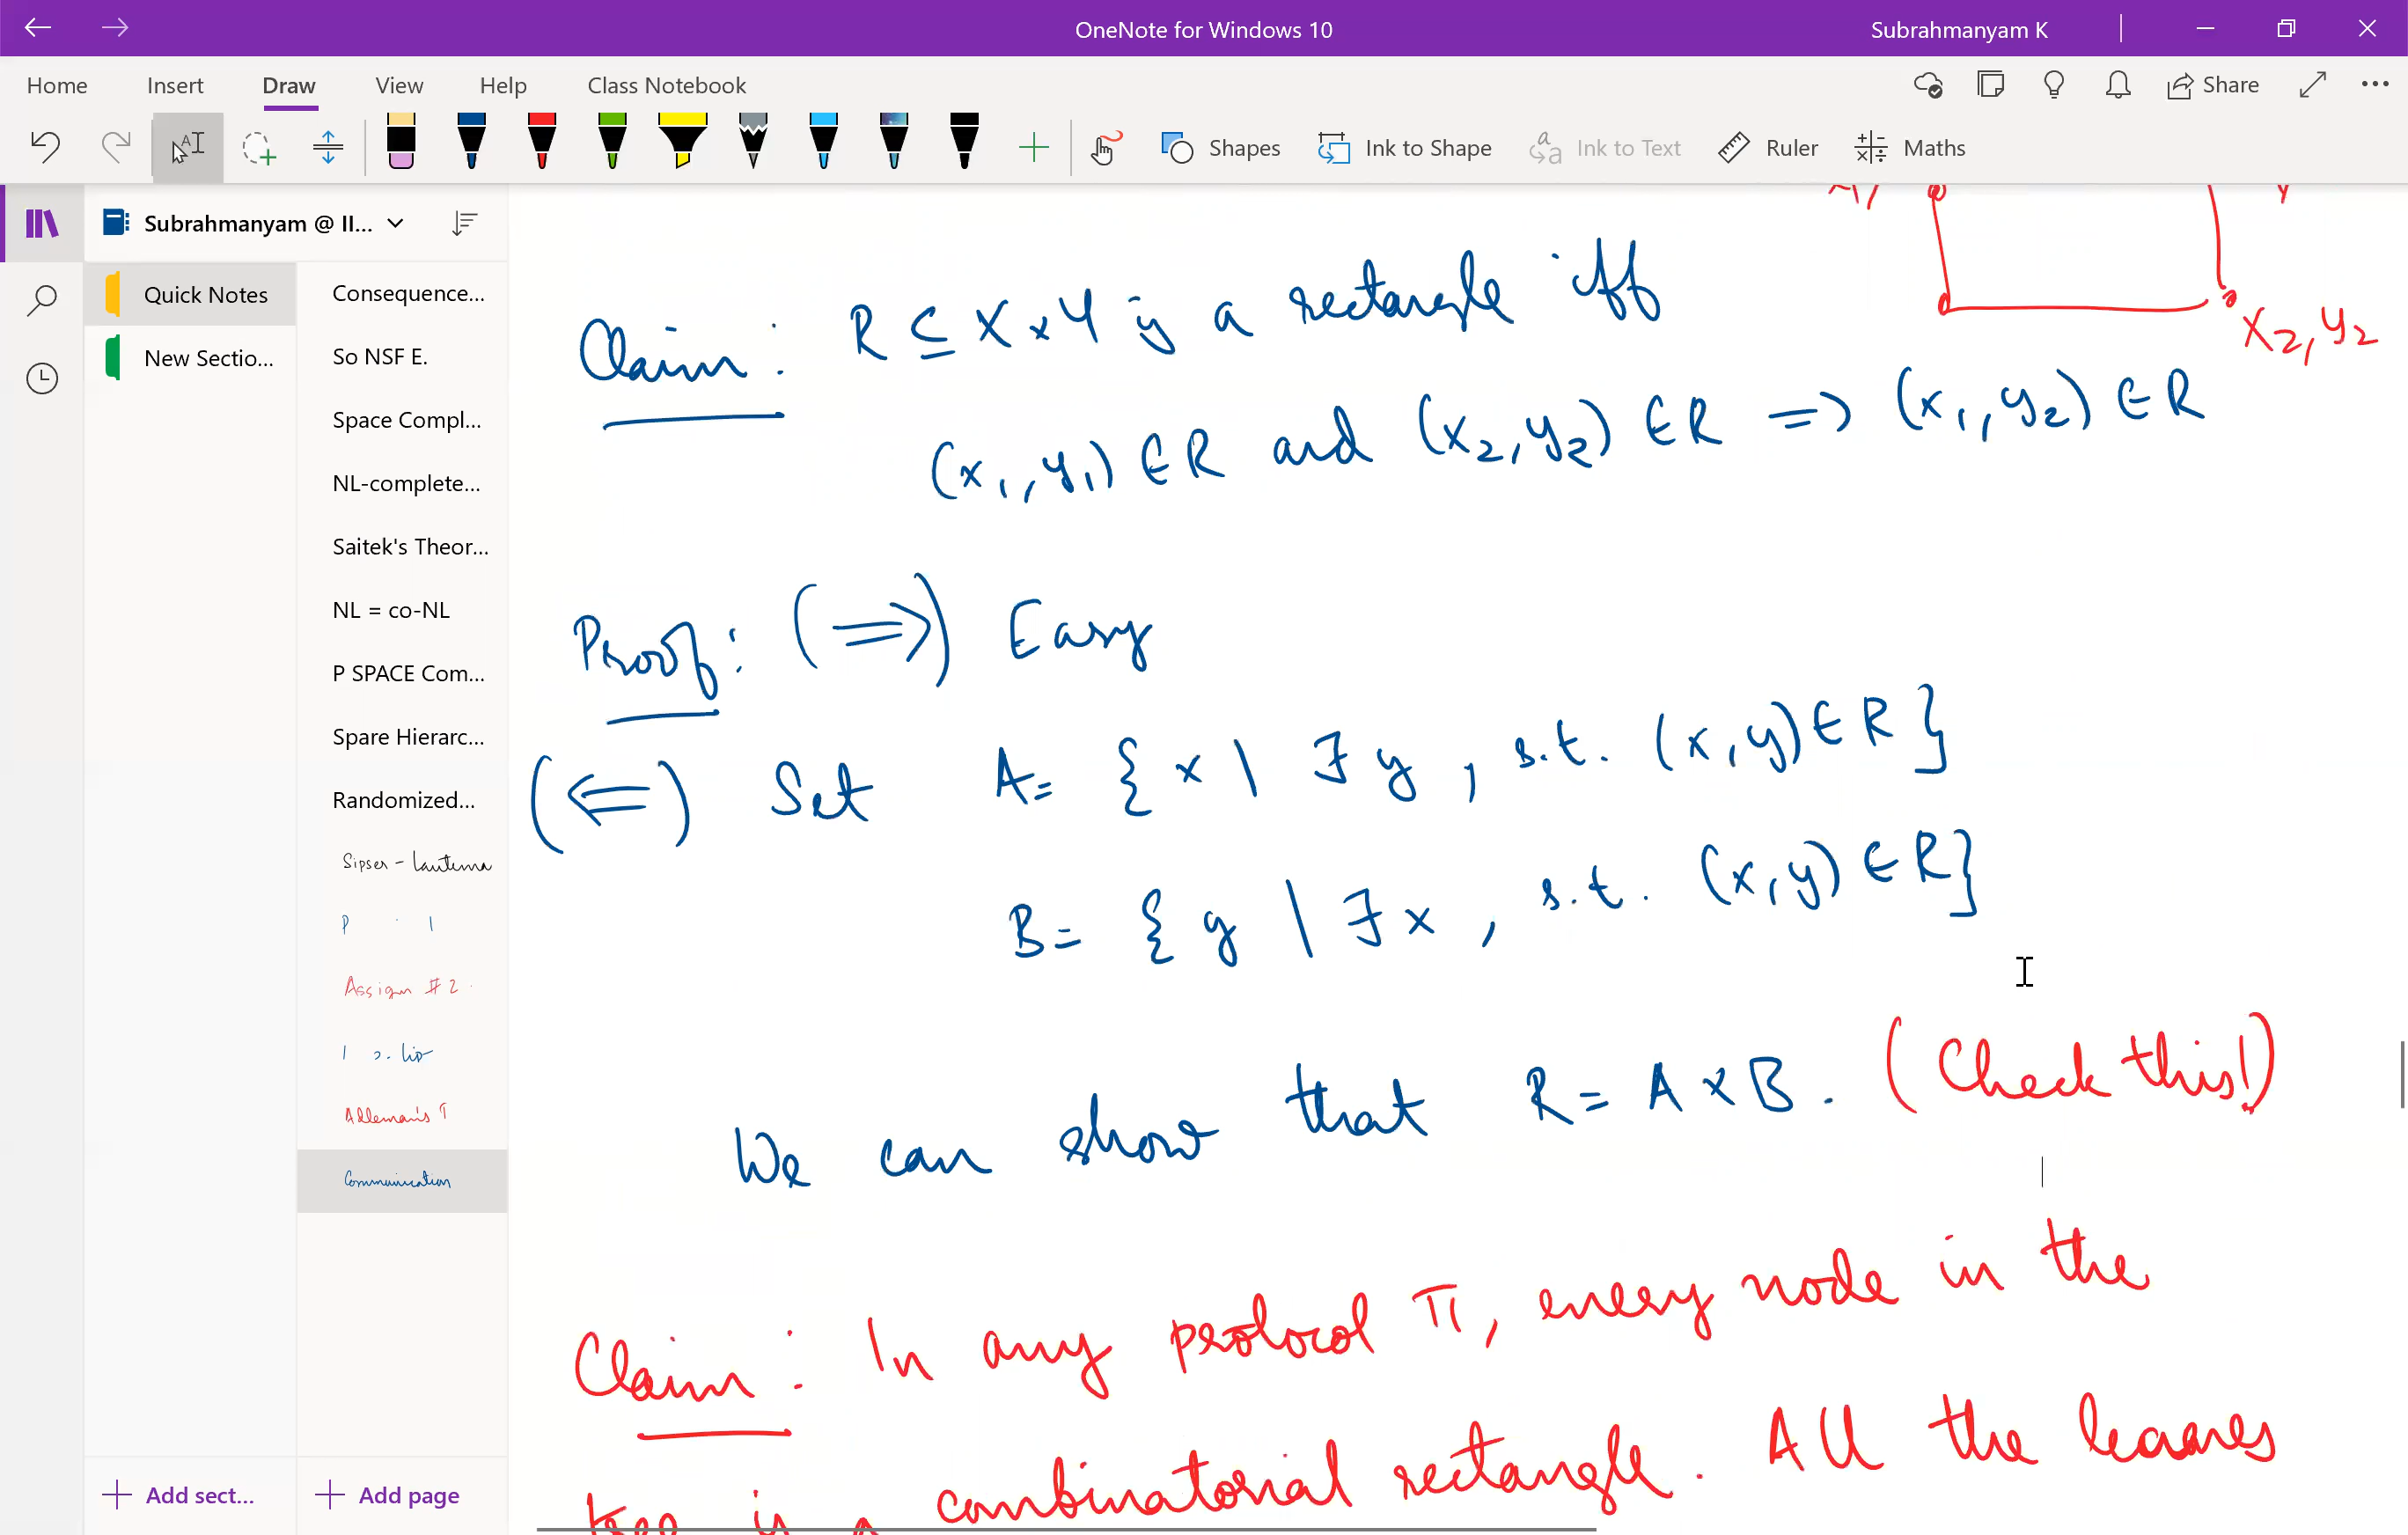 OneNote for Windows 10
Subrahmanyam K
Home Insert Draw View Help Class Notebook
Share
Shapes Ink to Shape Ink to Text Ruler Maths
Subrahmanyam @ II...
Quick Notes
New Sectio...
Consequence...
So NSF E.
Space Compl...
NL-complete...
Saitek's Theor...
NL = co-NL
P SPACE Com...
Spare Hierarc...
Randomized...
Sipser - Lautema
Assign #2
Adleman's T
Communication
Add sect...
Add page
x₂, y₂
Claim: R ⊆ X × Y is a rectangle iff
(x₁, y₁) ∈ R and (x₂, y₂) ∈ R => (x₁, y₂) ∈ R
Proof: (⇒) Easy
(⇐) Set A = { x | ∃ y, s.t. (x, y) ∈ R }
B = { y | ∃ x, s.t. (x, y) ∈ R }
We can show that R = A × B. (Check this!)
Claim: In any protocol π, every node in the
tree is a combinatorial rectangle. All the leaves